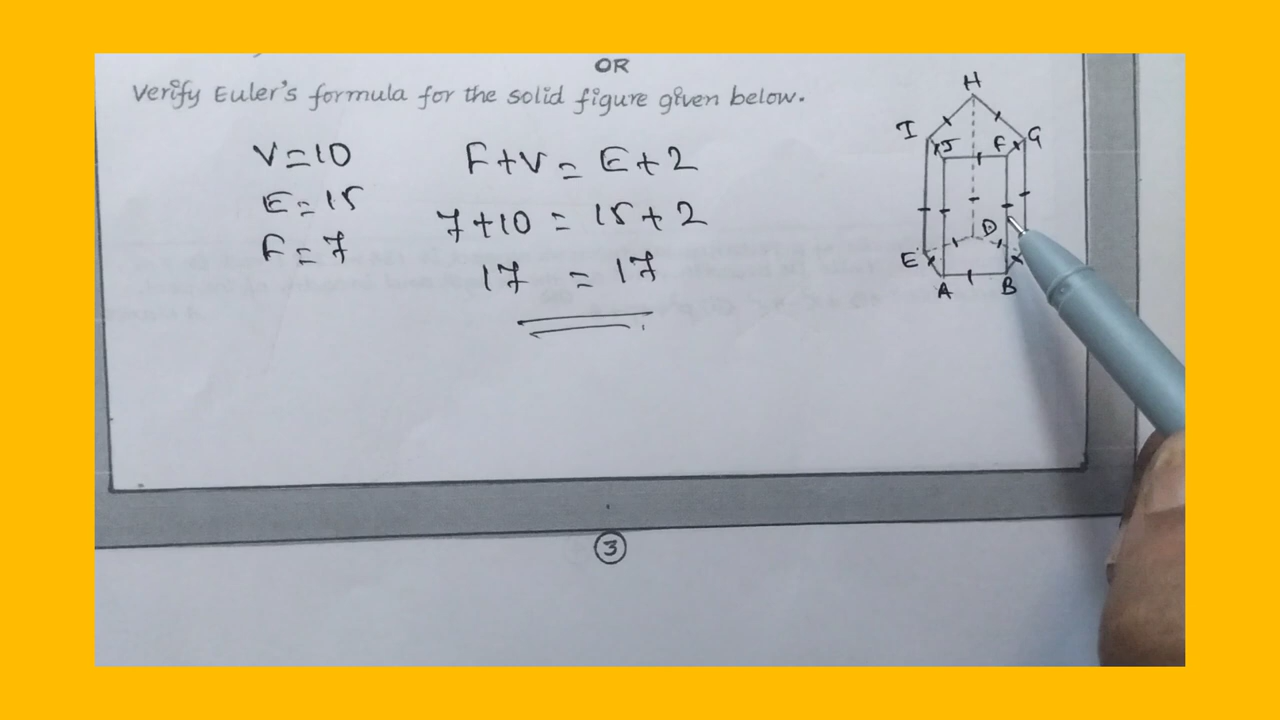 OR
Verify Euler's formula for the solid figure given below.
V=10
E=15
F=7
F+V=E+2
7+10=15+2
17=17
H
I
J
F
G
D
E
A
B
3